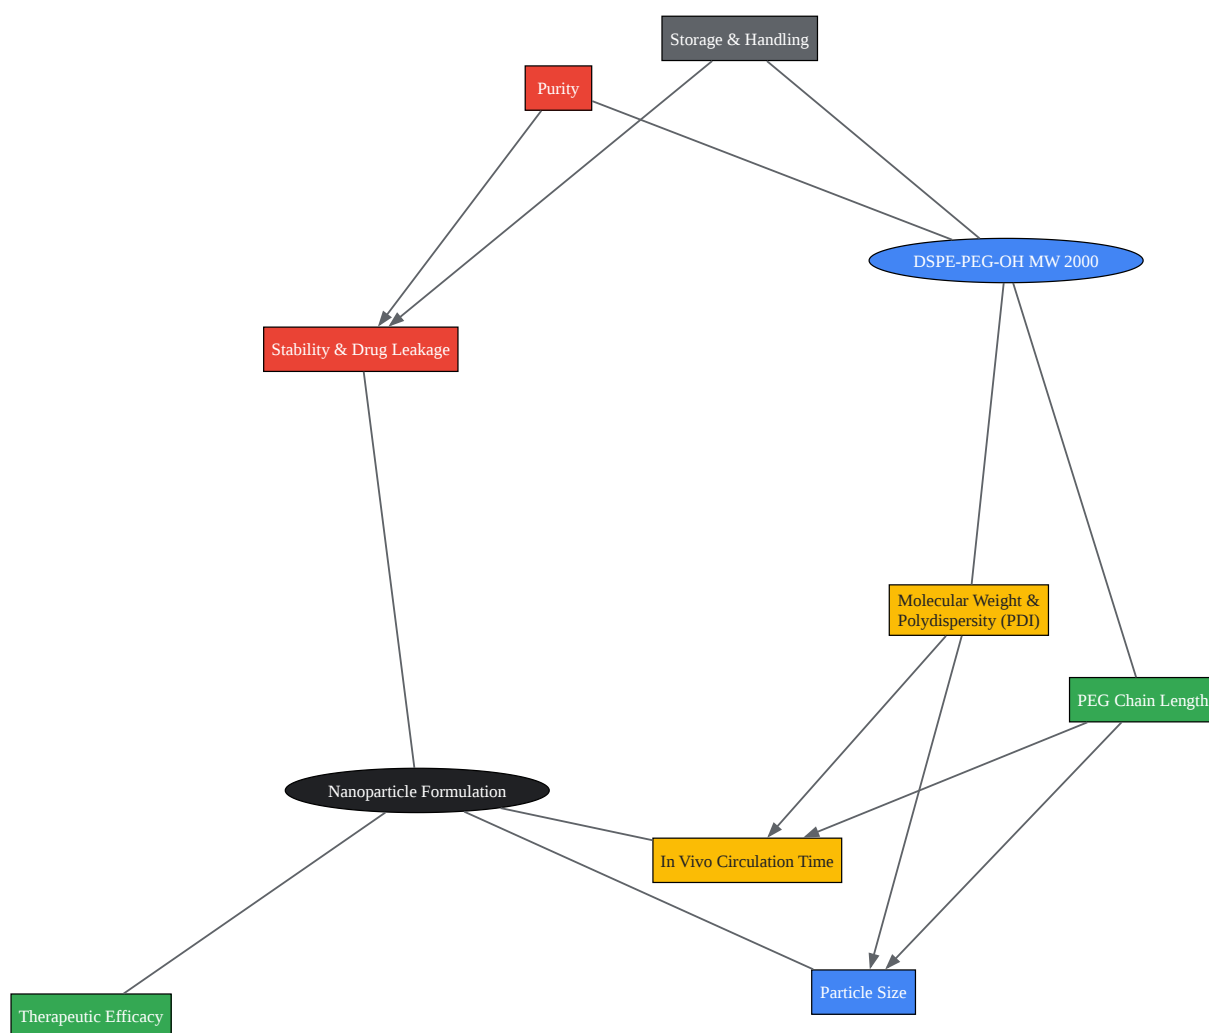 Storage & Handling
Purity
DSPE-PEG-OH MW 2000
Stability & Drug Leakage
Molecular Weight &
Polydispersity (PDI)
PEG Chain Length
Nanoparticle Formulation
In Vivo Circulation Time
Particle Size
Therapeutic Efficacy